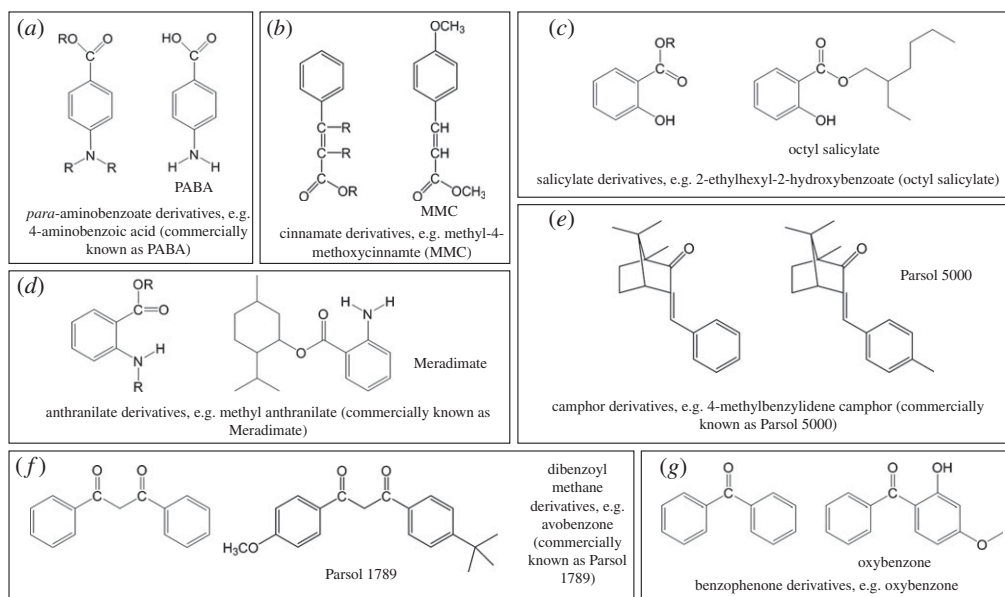 (a)
RO
O
C
N
R
R
HO
O
C
N
H
H
PABA
para-aminobenzoate derivatives, e.g.
4-aminobenzoic acid (commercially
known as PABA)
(b)
C
R
C
R
C
O
OR
OCH3
C
H
H
C
C
O
OCH3
MMC
cinnamate derivatives, e.g. methyl-4-
methoxycinnamte (MMC)
(c)
OR
C
O
OH
O
C
O
OH
octyl salicylate
salicylate derivatives, e.g. 2-ethylhexyl-2-hydroxybenzoate (octyl salicylate)
(d)
OR
C
O
N
H
R
O
O
H
N
H
Meradimate
anthranilate derivatives, e.g. methyl anthranilate (commercially known as
Meradimate)
(e)
O
O
Parsol 5000
camphor derivatives, e.g. 4-methylbenzylidene camphor (commercially
known as Parsol 5000)
(f)
O
O
O
O
H3CO
Parsol 1789
dibenzoyl
methane
derivatives, e.g.
avobenzone
(commercially
known as Parsol
1789)
(g)
O
O
OH
O
oxybenzone
benzophenone derivatives, e.g. oxybenzone